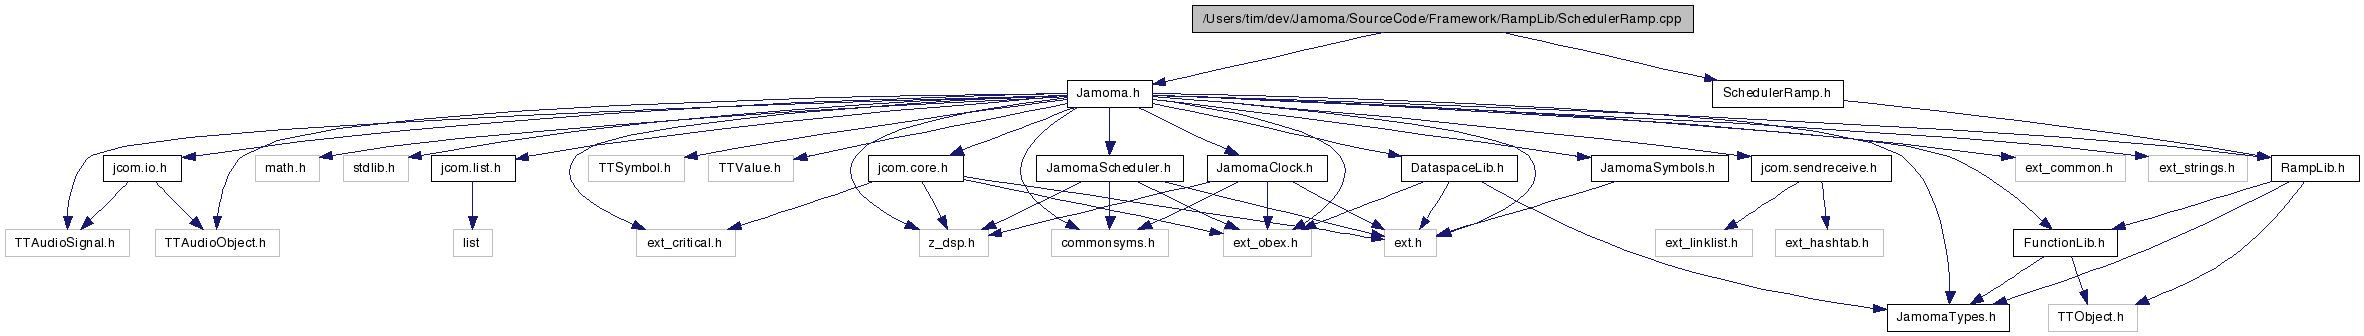 /Users/tim/dev/Jamoma/SourceCode/Framework/RampLib/SchedulerRamp.cpp
Jamoma.h
SchedulerRamp.h
jcom.io.h
math.h
stdlib.h
jcom.list.h
TTSymbol.h
TTValue.h
jcom.core.h
JamomaScheduler.h
JamomaClock.h
DataspaceLib.h
JamomaSymbols.h
jcom.sendreceive.h
ext_common.h
ext_strings.h
RampLib.h
TTAudioSignal.h
TTAudioObject.h
list
ext_critical.h
z_dsp.h
commonsyms.h
ext_obex.h
ext.h
ext_linklist.h
ext_hashtab.h
FunctionLib.h
JamomaTypes.h
TTObject.h